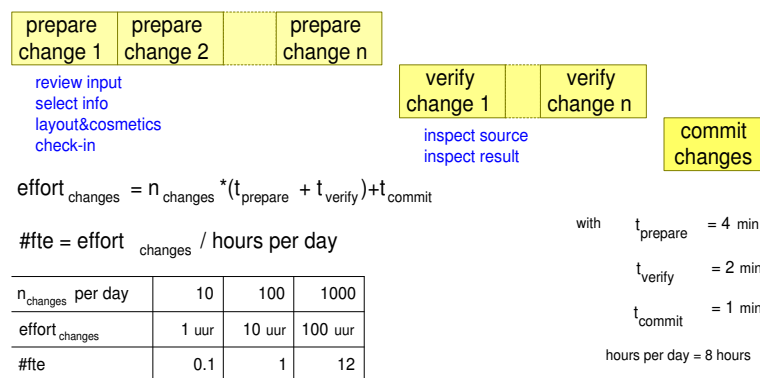 prepare
change 1
prepare
change 2
prepare
change n
review input
select info
layout&cosmetics
check-in
verify
change 1
verify
change n
inspect source
inspect result
commit
changes
effort changes = n changes *(t prepare + t verify)+t commit
#fte = effort changes / hours per day
with t prepare = 4 min
t verify = 2 min
t commit = 1 min
hours per day = 8 hours
n changes per day 10 100 1000
effort changes 1 uur 10 uur 100 uur
#fte 0.1 1 12